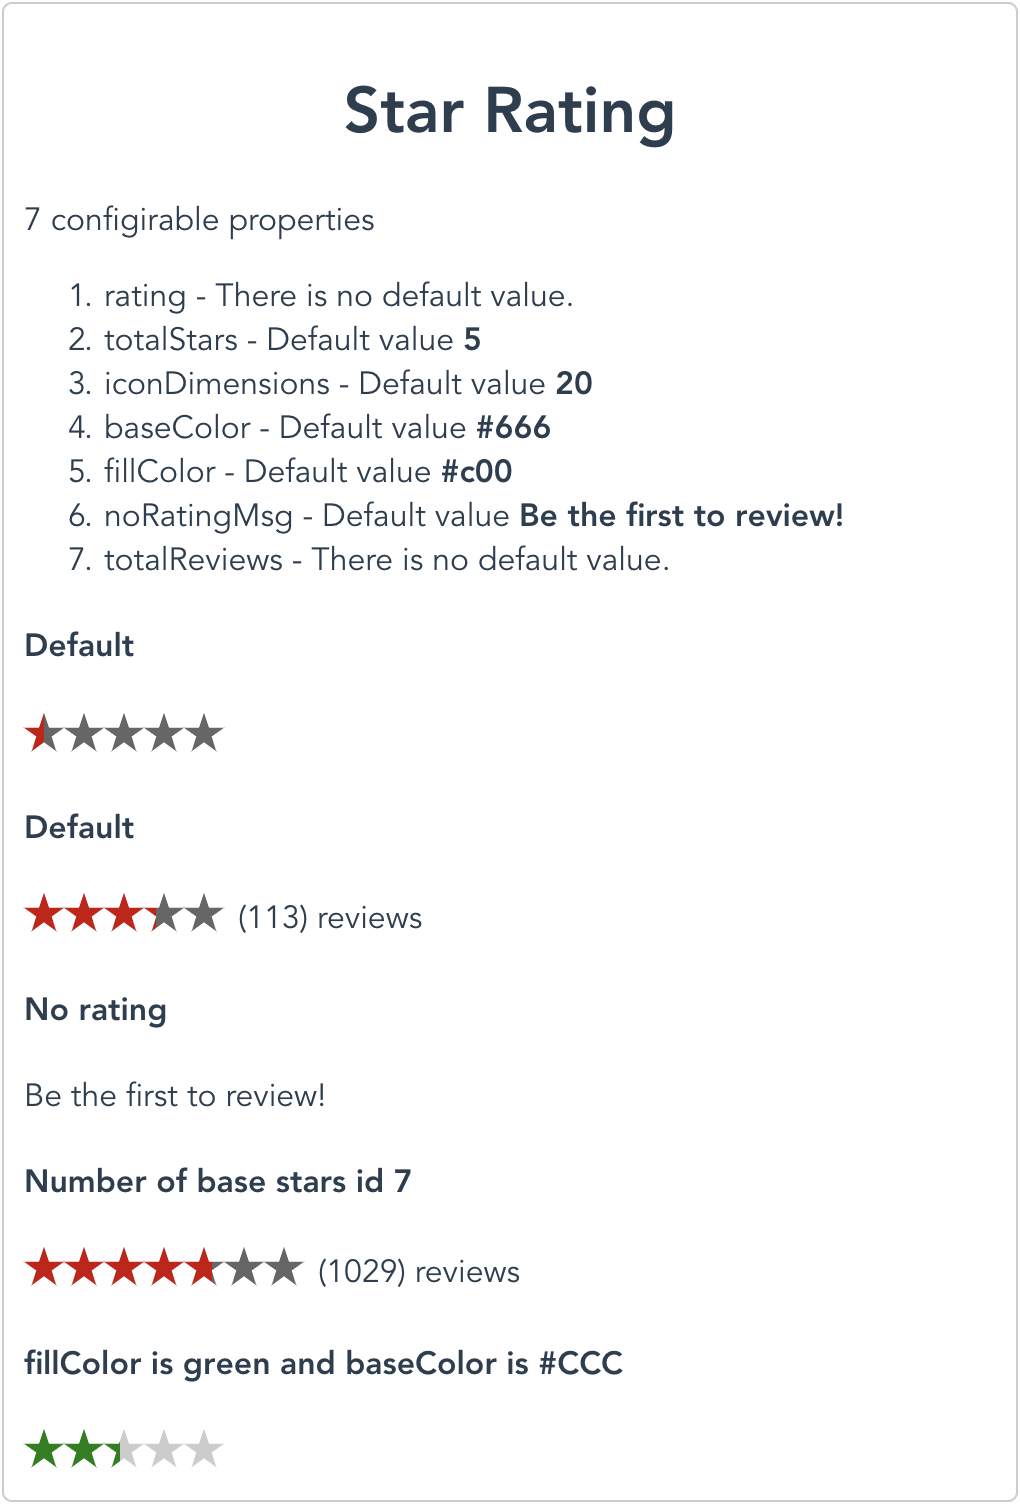 Star Rating
7 configirable properties
1. rating - There is no default value.
2. totalStars - Default value 5
3. iconDimensions - Default value 20
4. baseColor - Default value #666
5. fillColor - Default value #c00
6. noRatingMsg - Default value Be the first to review!
7. totalReviews - There is no default value.
Default
Default
(113) reviews
No rating
Be the first to review!
Number of base stars id 7
(1029) reviews
fillColor is green and baseColor is #CCC